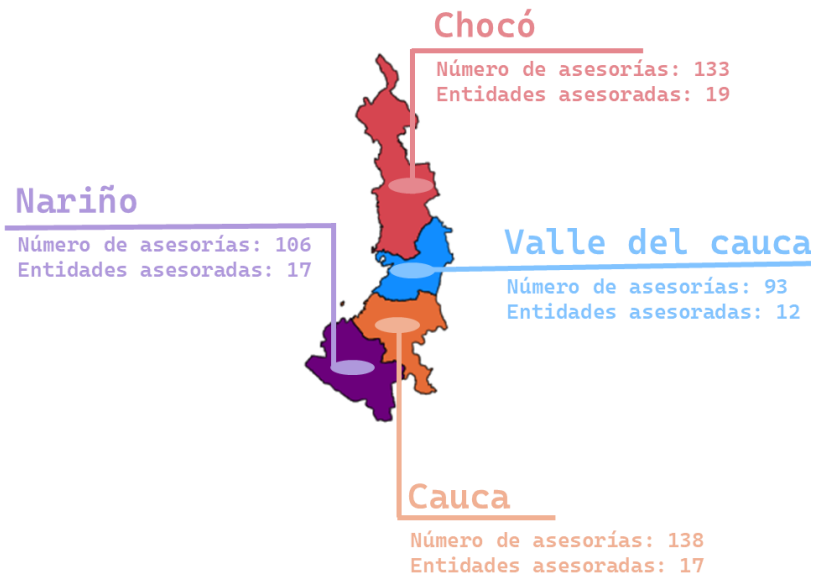 Chocó
Número de asesorías: 133
Entidades asesoradas: 19
Nariño
Número de asesorías: 106
Entidades asesoradas: 17
Valle del cauca
Número de asesorías: 93
Entidades asesoradas: 12
Cauca
Número de asesorías: 138
Entidades asesoradas: 17